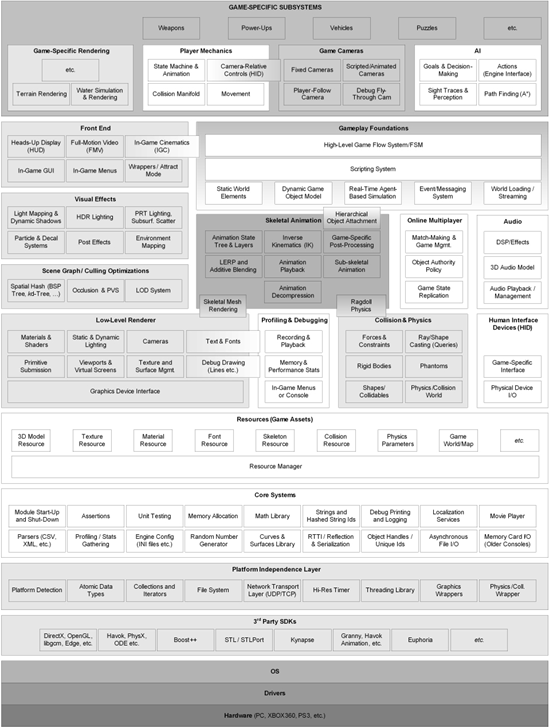 GAME-SPECIFIC SUBSYSTEMS
Weapons
Power-Ups
Vehicles
Puzzles
etc.
Game-Specific Rendering
etc.
Terrain Rendering
Water Simulation
& Rendering
Player Mechanics
State Machine
& Animation
Camera-Relative
Controls (HID)
Collision Manifold
Movement
Game Cameras
Fixed Cameras
Scripted/Animated
Cameras
Player-Follow
Camera
Debug Fly-
Through Cam
AI
Goals & Decision-
Making
Actions
(Engine Interface)
Sight Traces &
Perception
Path Finding (A*)
Front End
Heads-Up Display
(HUD)
Full-Motion Video
(FMV)
In-Game Cinematics
(IGC)
In-Game GUI
In-Game Menus
Wrappers / Attract
Mode
Gameplay Foundations
High-Level Game Flow System/FSM
Scripting System
Static World
Elements
Dynamic Game
Object Model
Real-Time Agent-
Based Simulation
Event/Messaging
System
World Loading /
Streaming
Visual Effects
Light Mapping &
Dynamic Shadows
HDR Lighting
PRT Lighting,
Subsurf. Scatter
Particle & Decal
Systems
Post Effects
Environment
Mapping
Skeletal Animation
Hierarchical
Object Attachment
Animation State
Tree & Layers
Inverse
Kinematics (IK)
Game-Specific
Post-Processing
LERP and
Additive Blending
Animation
Playback
Sub-skeletal
Animation
Animation
Decompression
Skeletal Mesh
Rendering
Ragdoll
Physics
Online Multiplayer
Match-Making &
Game Mgmt.
Object Authority
Policy
Game State
Replication
Audio
DSP/Effects
3D Audio Model
Audio Playback /
Management
Scene Graph / Culling Optimizations
Spatial Hash (BSP
Tree, kd-Tree, ...)
Occlusion & PVS
LOD System
Low-Level Renderer
Materials &
Shaders
Static & Dynamic
Lighting
Cameras
Text & Fonts
Primitive
Submission
Viewports &
Virtual Screens
Texture and
Surface Mgmt.
Debug Drawing
(Lines etc.)
Graphics Device Interface
Profiling & Debugging
Recording &
Playback
Memory &
Performance Stats
In-Game Menus
or Console
Collision & Physics
Forces &
Constraints
Ray/Shape
Casting (Queries)
Rigid Bodies
Phantoms
Shapes/
Collidables
Physics/Collision
World
Human Interface
Devices (HID)
Game-Specific
Interface
Physical Device
I/O
Resources (Game Assets)
3D Model
Resource
Texture
Resource
Material
Resource
Font
Resource
Skeleton
Resource
Collision
Resource
Physics
Parameters
Game
World/Map
etc.
Resource Manager
Core Systems
Module Start-Up
and Shut-Down
Assertions
Unit Testing
Memory Allocation
Math Library
Strings and
Hashed String Ids
Debug Printing
and Logging
Localization
Services
Movie Player
Parsers (CSV,
XML, etc.)
Profiling / Stats
Gathering
Engine Config
(INI files etc.)
Random Number
Generator
Curves &
Surfaces Library
RTTI / Reflection
& Serialization
Object Handles /
Unique Ids
Asynchronous
File I/O
Memory Card I/O
(Older Consoles)
Platform Independence Layer
Platform Detection
Atomic Data
Types
Collections and
Iterators
File System
Network Transport
Layer (UDP/TCP)
Hi-Res Timer
Threading Library
Graphics
Wrappers
Physics/Coll.
Wrapper
3rd Party SDKs
DirectX, OpenGL,
libgcm, Edge, etc.
Havok, PhysX,
ODE etc.
Boost++
STL / STLPort
Kynapse
Granny, Havok
Animation, etc.
Euphoria
etc.
OS
Drivers
Hardware (PC, XBOX360, PS3, etc.)